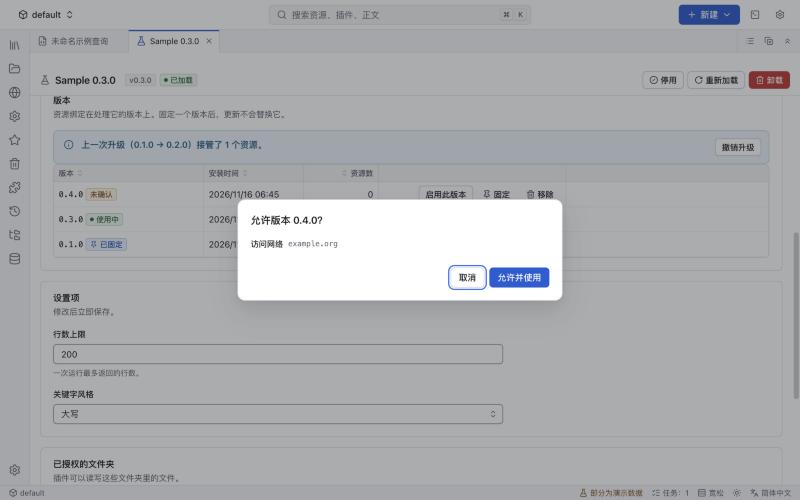 default
搜索资源、插件、正文
⌘ K
新建
未命名示例查询
Sample 0.3.0
Sample 0.3.0
v0.3.0
已加载
停用
重新加载
卸载
版本
资源绑定在处理它的版本上。固定一个版本后，更新不会替换它。
上一次升级（0.1.0 → 0.2.0）接管了 1 个资源。
撤销升级
版本
安装时间
资源数
0.4.0 未确认
2026/11/16 06:45
0
启用此版本
固定
移除
0.3.0 使用中
2026/1
0.1.0 已固定
2026/1
允许版本 0.4.0?
访问网络 example.org
取消
允许并使用
设置项
修改后立即保存。
行数上限
200
一次运行最多返回的行数。
关键字风格
大写
已授权的文件夹
插件可以读写这些文件夹里的文件。
default
部分为演示数据
任务： 1
宽松
简体中文